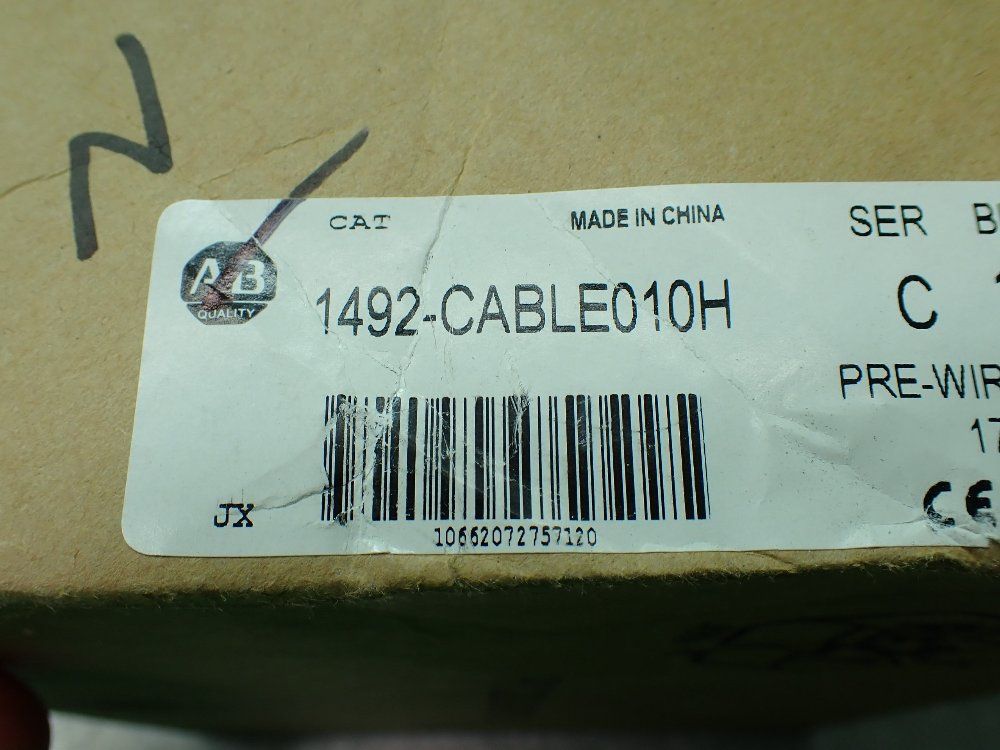 N
CAT MADE IN CHINA SER
AB
QUALITY
1492-CABLE010H C
PRE-WIR
17
JX
CE
10662072757120